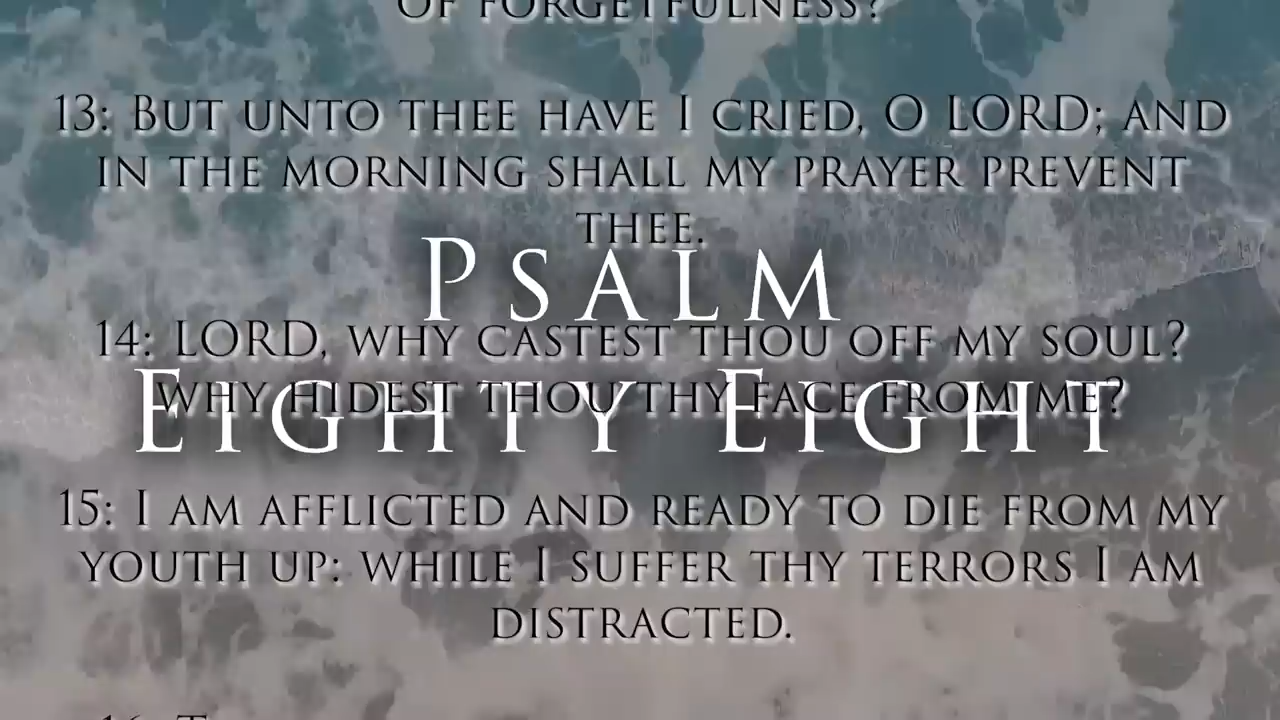 OF FORGETFULNESS?
13: BUT UNTO THEE HAVE I CRIED, O LORD; AND
IN THE MORNING SHALL MY PRAYER PREVENT
THEE.
PSALM
14: LORD, WHY CASTEST THOU OFF MY SOUL?
WHY HIDEST THOU THY FACE FROM ME?
EIGHTY EIGHT
15: I AM AFFLICTED AND READY TO DIE FROM MY
YOUTH UP: WHILE I SUFFER THY TERRORS I AM
DISTRACTED.